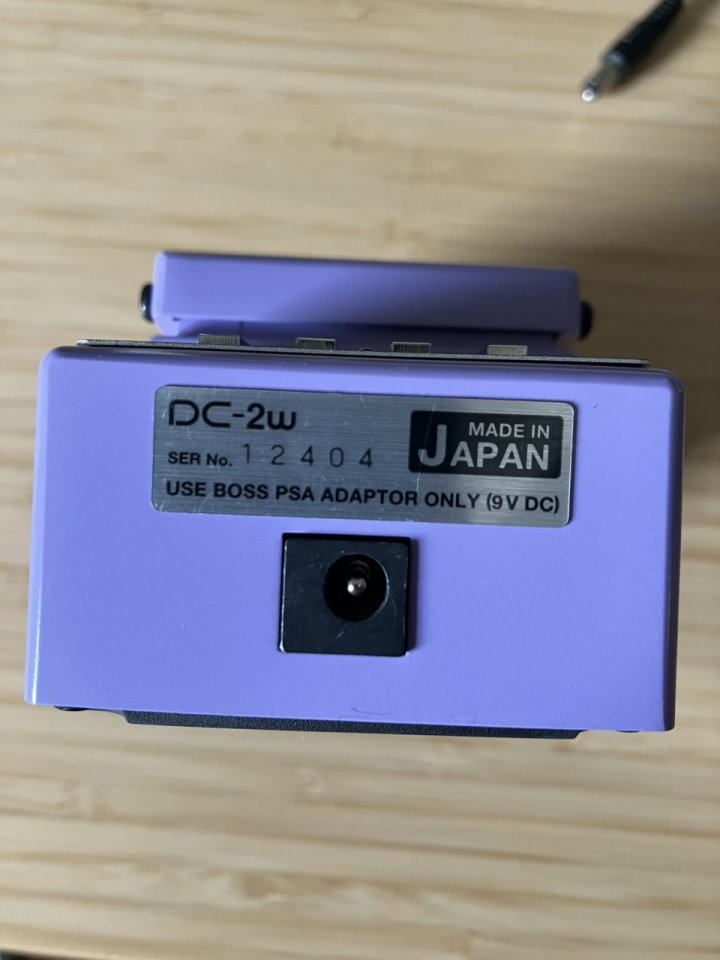 DC-2w
SER No. 12404
MADE IN
JAPAN
USE BOSS PSA ADAPTOR ONLY (9V DC)